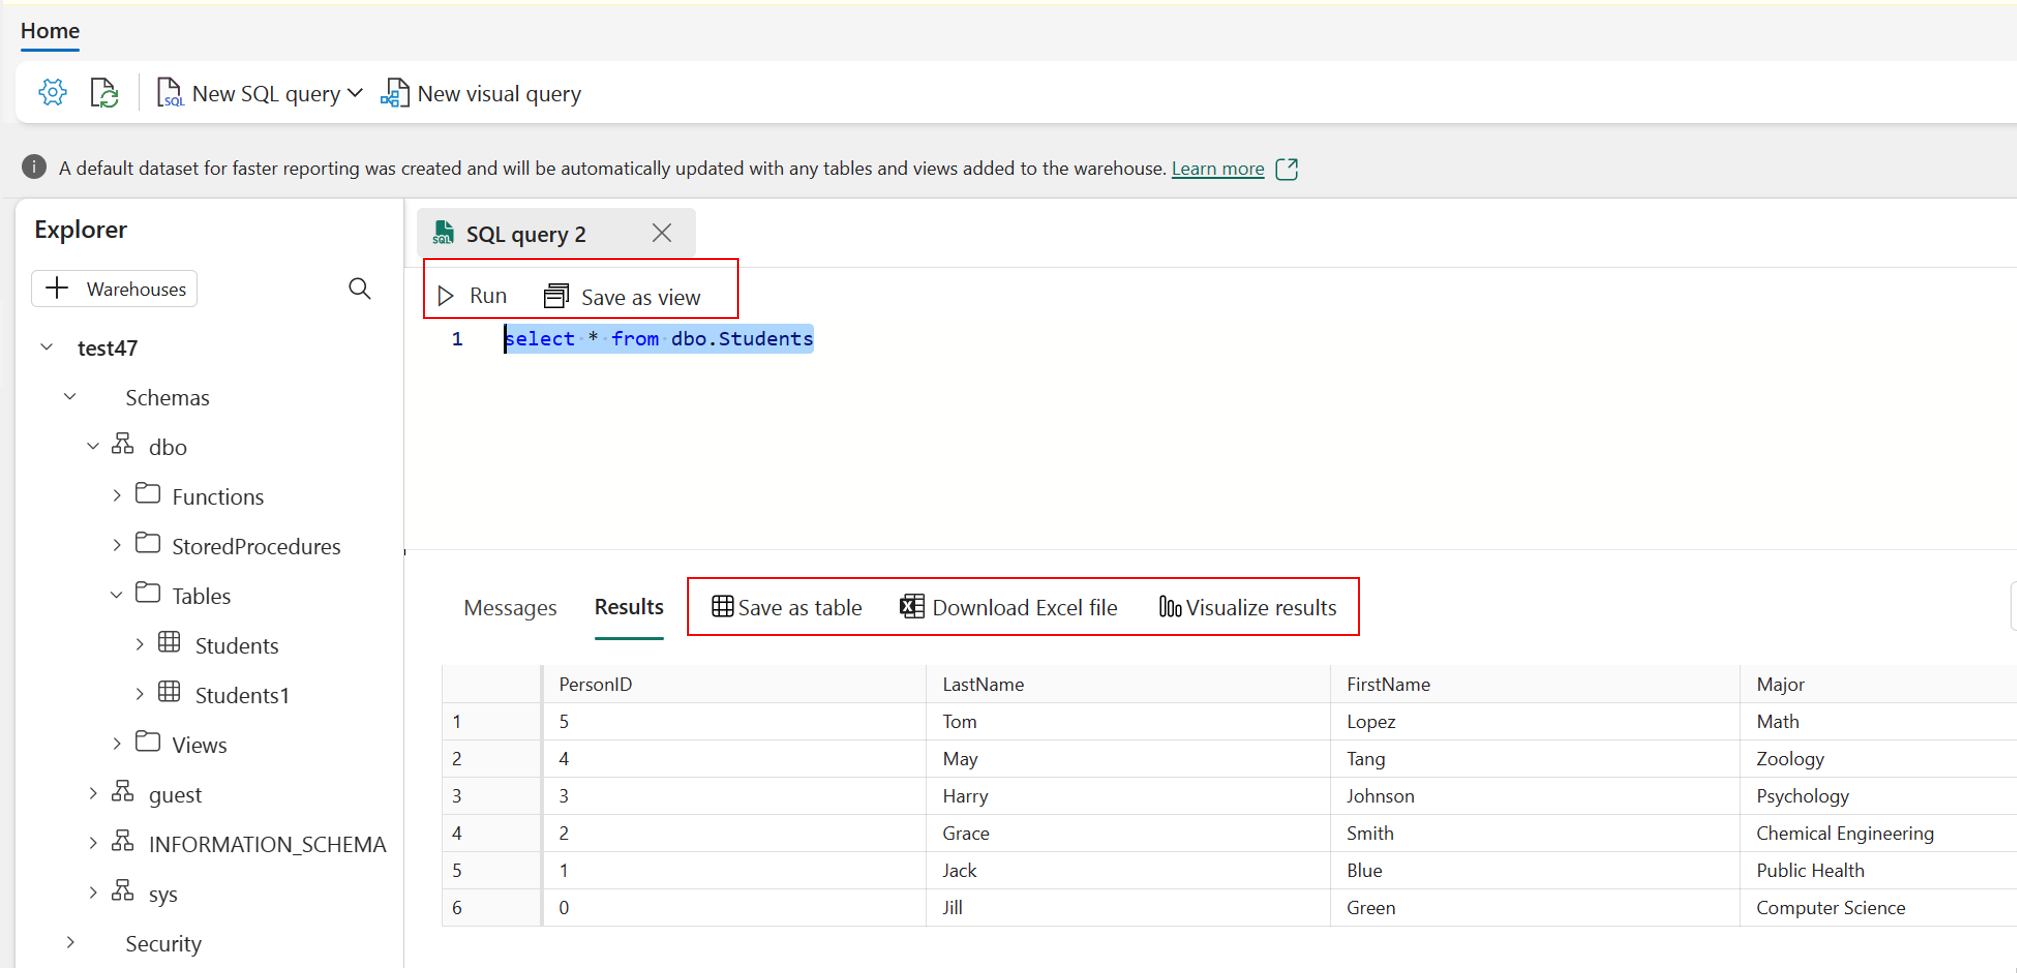 Home
New SQL query New visual query
A default dataset for faster reporting was created and will be automatically updated with any tables and views added to the warehouse. Learn more
Explorer
Warehouses
test47
Schemas
dbo
Functions
StoredProcedures
Tables
Students
Students1
Views
guest
INFORMATION_SCHEMA
sys
Security
SQL SQL query 2
Run Save as view
1 select * from dbo.Students
Messages Results Save as table Download Excel file Visualize results
PersonID LastName FirstName Major
1 5 Tom Lopez Math
2 4 May Tang Zoology
3 3 Harry Johnson Psychology
4 2 Grace Smith Chemical Engineering
5 1 Jack Blue Public Health
6 0 Jill Green Computer Science